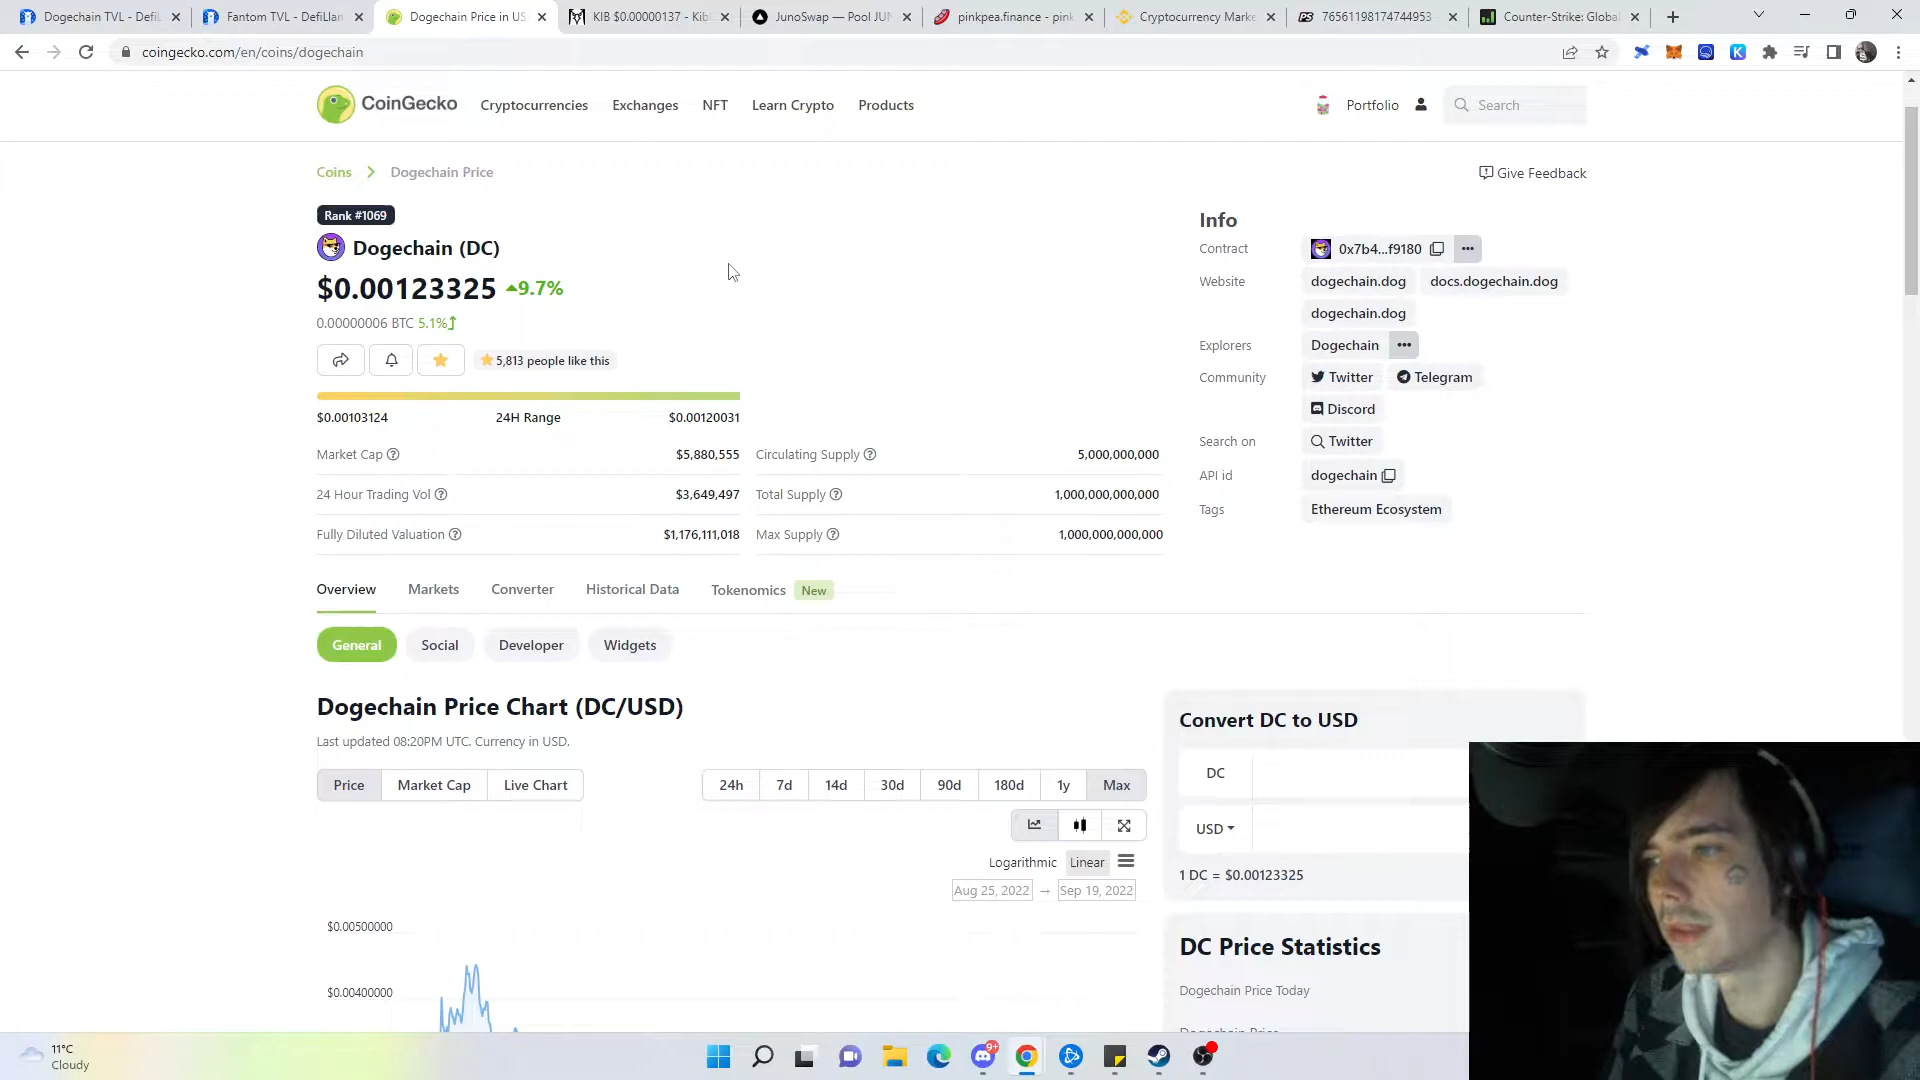 Dogechain TVL - DefiL
Fantom TVL - DefiLlan
Dogechain Price in US
KIB $0.00000137 - Kibl
JunoSwap — Pool JUN
pinkpea.finance - pink
Cryptocurrency Marke
76561198174744953
Counter-Strike: Global
coingecko.com/en/coins/dogechain
CoinGecko
Cryptocurrencies
Exchanges
NFT
Learn Crypto
Products
Portfolio
Search
Coins
Dogechain Price
Give Feedback
Rank #1069
Dogechain (DC)
$0.00123325 9.7%
0.00000006 BTC 5.1%
5,813 people like this
$0.00103124 24H Range $0.00120031
Market Cap $5,880,555
Circulating Supply 5,000,000,000
24 Hour Trading Vol $3,649,497
Total Supply 1,000,000,000,000
Fully Diluted Valuation $1,176,111,018
Max Supply 1,000,000,000,000
Info
Contract 0x7b4...f9180
Website dogechain.dog docs.dogechain.dog
dogechain.dog
Explorers Dogechain
Community Twitter Telegram
Discord
Search on Twitter
API id dogechain
Tags Ethereum Ecosystem
Overview Markets Converter Historical Data Tokenomics New
General Social Developer Widgets
Dogechain Price Chart (DC/USD)
Last updated 08:20PM UTC. Currency in USD.
Price Market Cap Live Chart
24h 7d 14d 30d 90d 180d 1y Max
Logarithmic Linear
Aug 25, 2022 → Sep 19, 2022
$0.00500000
$0.00400000
Convert DC to USD
DC
USD
1 DC = $0.00123325
DC Price Statistics
Dogechain Price Today
Dogechain Price
11°C
Cloudy
9+